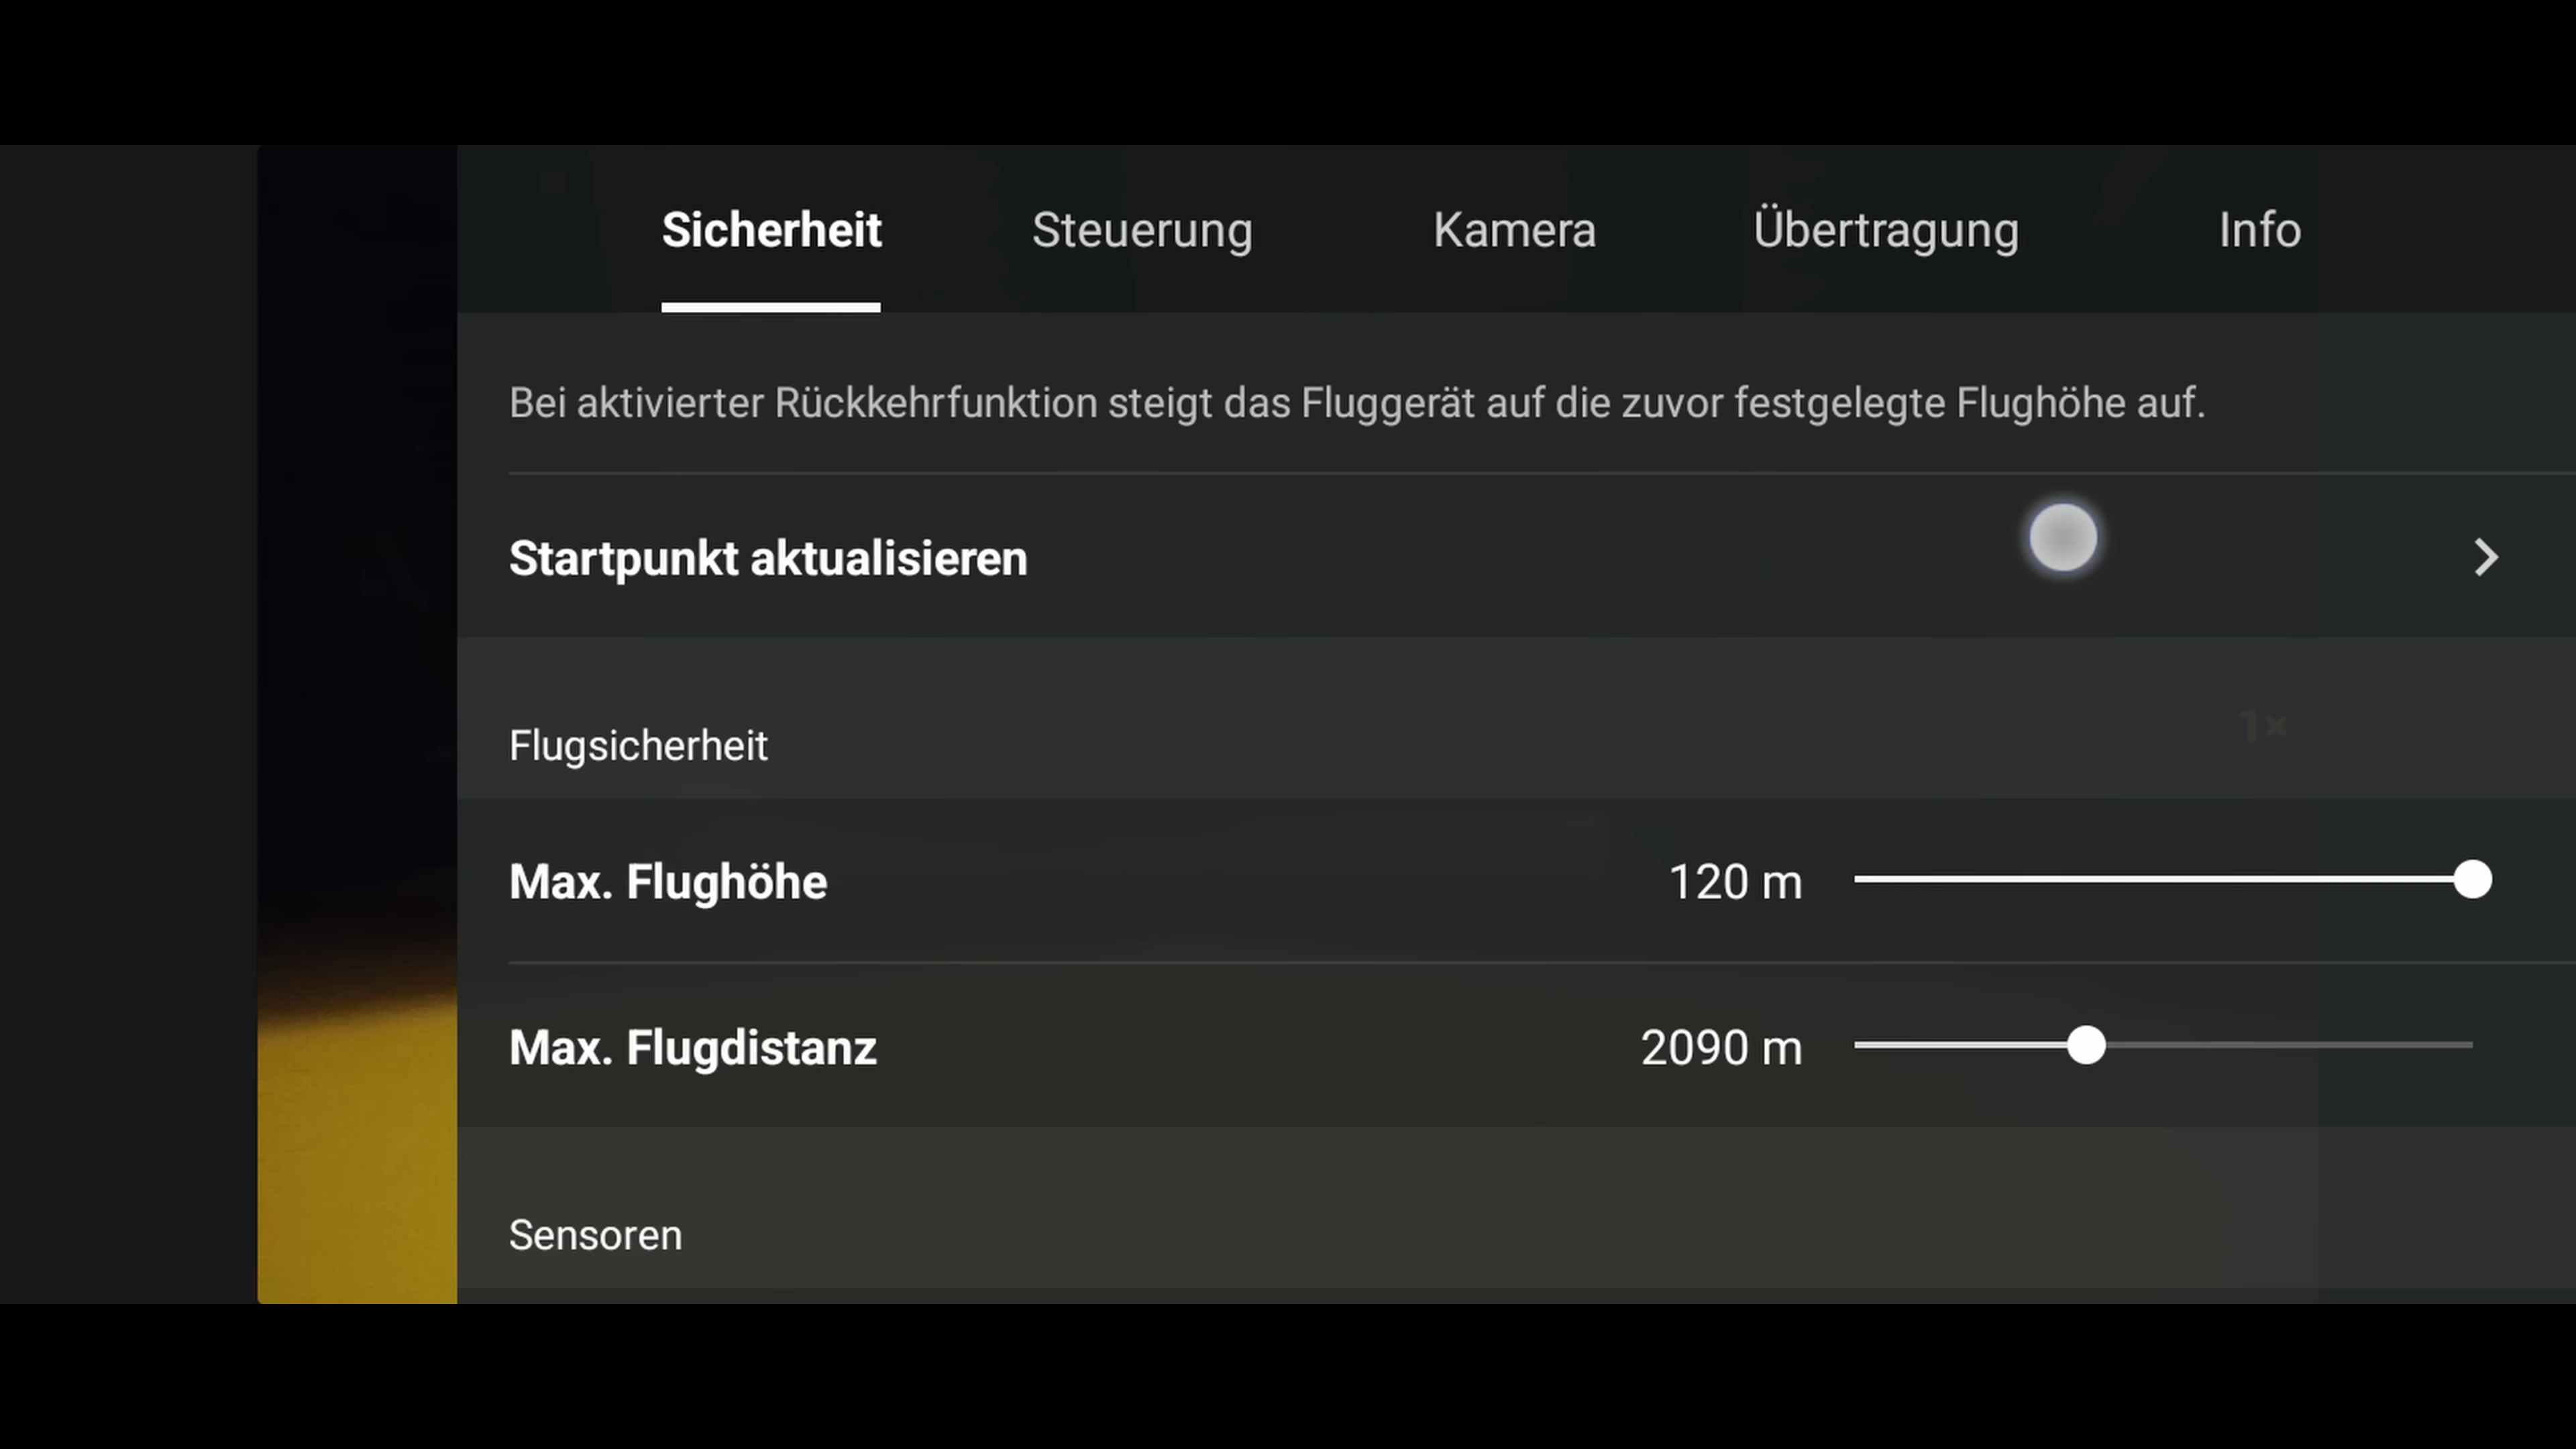 Sicherheit Steuerung Kamera Übertragung Info
Bei aktivierter Rückkehrfunktion steigt das Fluggerät auf die zuvor festgelegte Flughöhe auf.
Startpunkt aktualisieren
1×
Flugsicherheit
Max. Flughöhe 120 m
Max. Flugdistanz 2090 m
Sensoren